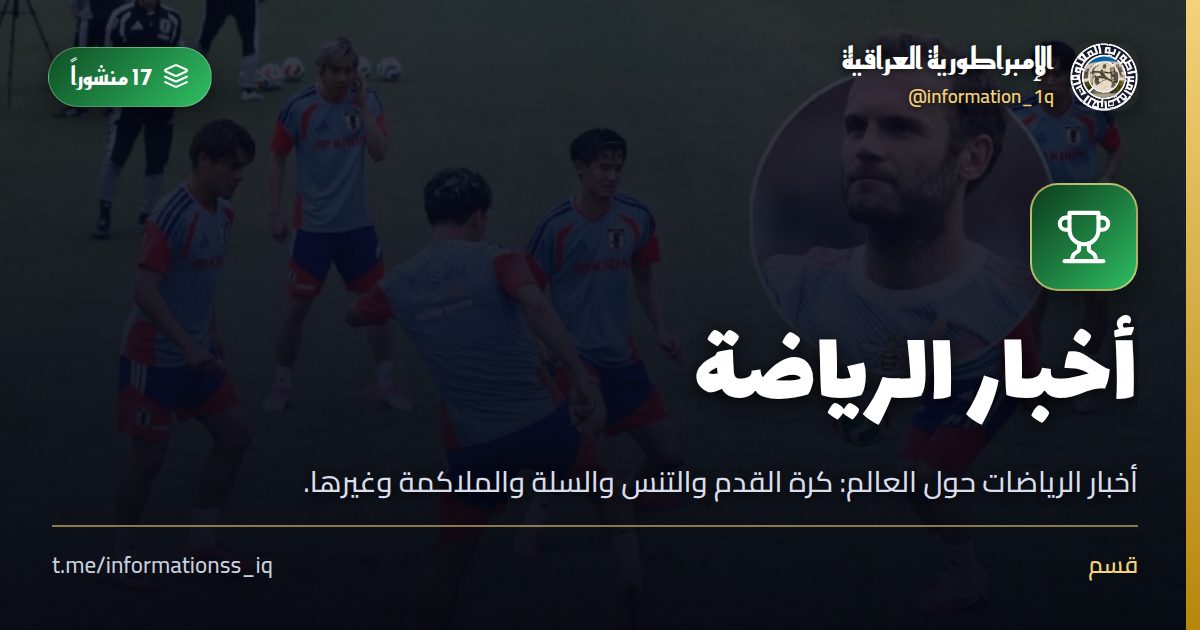 الإمبراطورية العراقية
@information_1q
17 منشوراً
أخبار الرياضة
أخبار الرياضات حول العالم: كرة القدم والتنس والسلة والملاكمة وغيرها.
قسم
t.me/informationss_iq
KIRIN